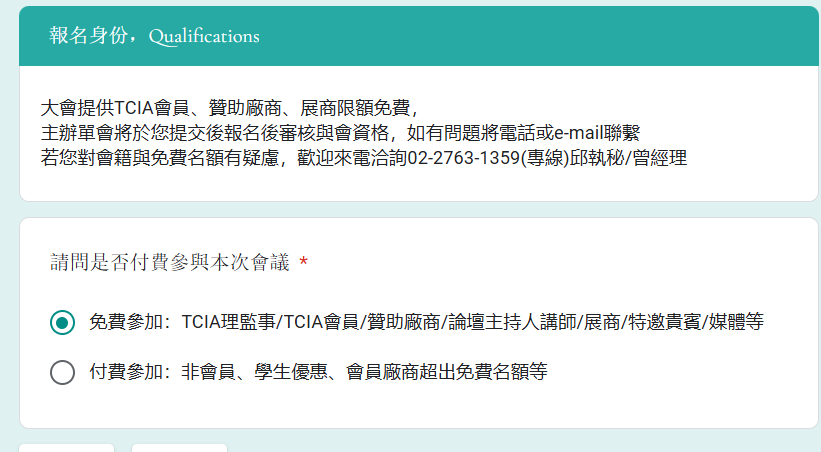 報名身份，Qualifications
大會提供TCIA會員、贊助廠商、展商限額免費，
主辦單會將於您提交後報名後審核與會資格，如有問題將電話或e-mail聯繫
若您對會籍與免費名額有疑慮，歡迎來電洽詢02-2763-1359(專線)邱執秘/曾經理
請問是否付費參與本次會議 *
免費參加：TCIA理監事/TCIA會員/贊助廠商/論壇主持人講師/展商/特邀貴賓/媒體等
付費參加：非會員、學生優惠、會員廠商超出免費名額等